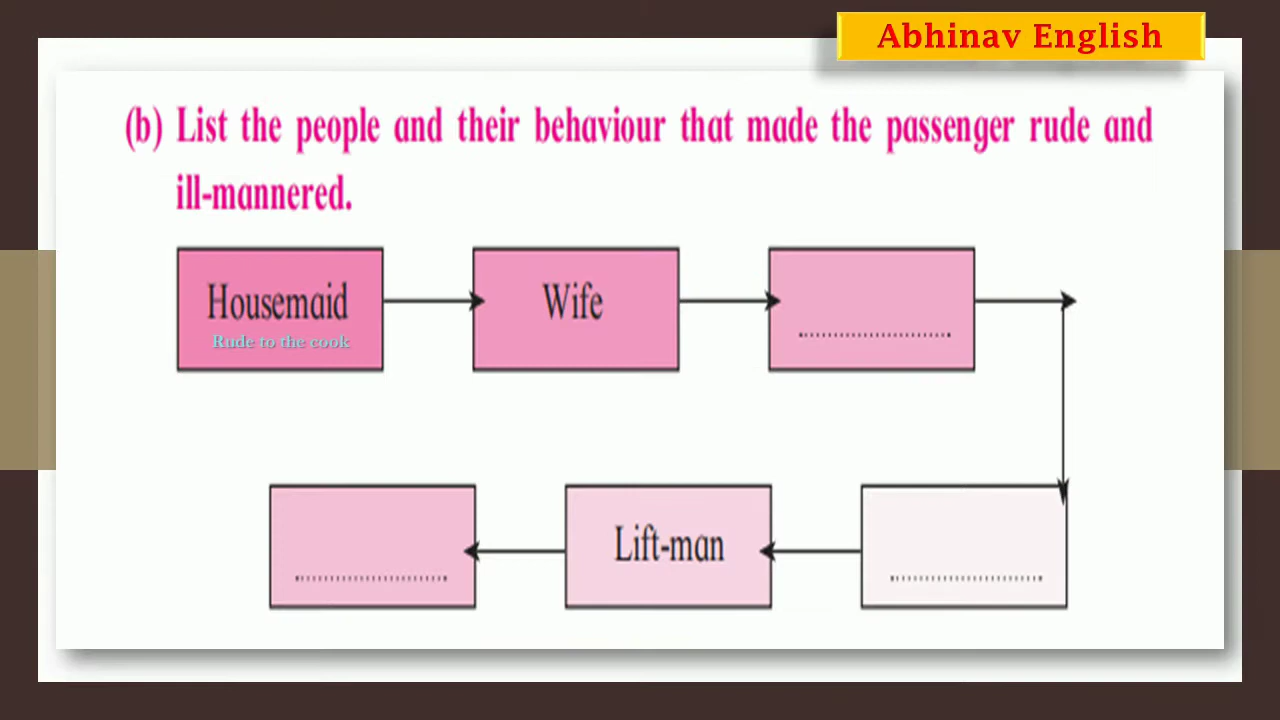 Abhinav English
(b) List the people and their behaviour that made the passenger rude and
ill-mannered.
Housemaid
Rude to the cook
Wife
........................
........................
Lift-man
........................